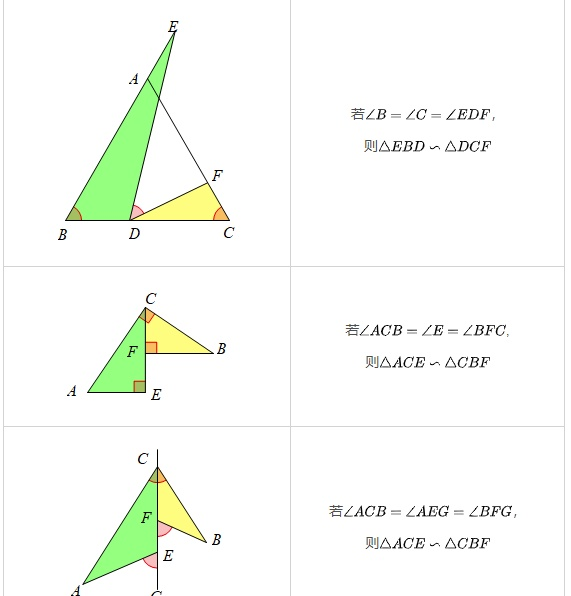 E
A
F
B D C
若∠B = ∠C = ∠EDF,
则△EBD ∽ △DCF
C
F B
A E
若∠ACB = ∠E = ∠BFC,
则△ACE ∽ △CBF
C
F
B
E
A
若∠ACB = ∠AEG = ∠BFG,
则△ACE ∽ △CBF